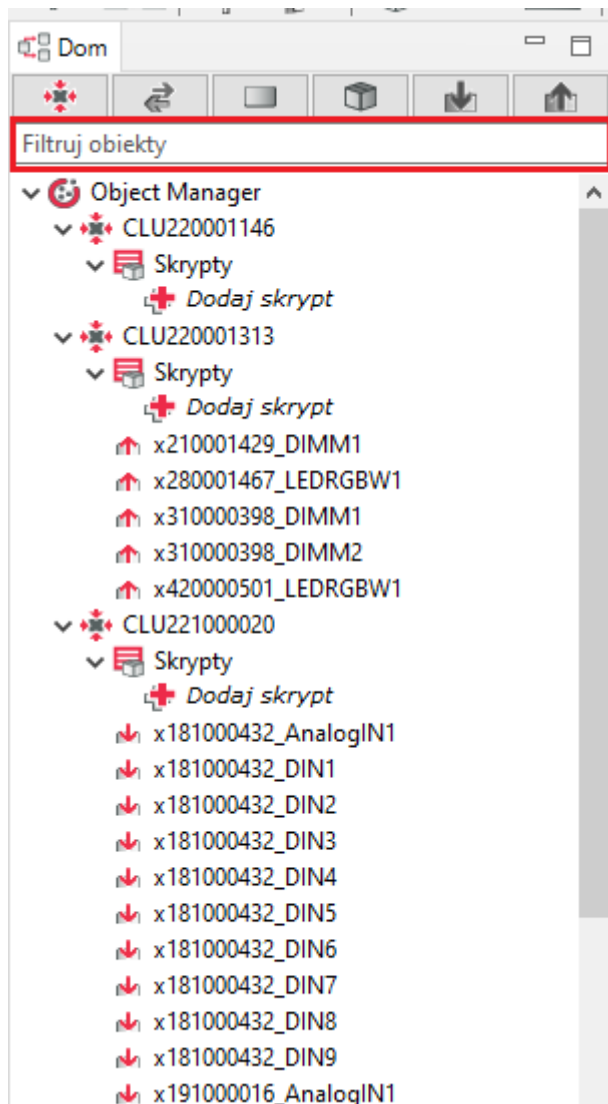 Dom
Filtruj obiekty
Object Manager
CLU220001146
Skrypty
Dodaj skrypt
CLU220001313
Skrypty
Dodaj skrypt
x210001429_DIMM1
x280001467_LEDRGBW1
x310000398_DIMM1
x310000398_DIMM2
x420000501_LEDRGBW1
CLU221000020
Skrypty
Dodaj skrypt
x181000432_AnalogIN1
x181000432_DIN1
x181000432_DIN2
x181000432_DIN3
x181000432_DIN4
x181000432_DIN5
x181000432_DIN6
x181000432_DIN7
x181000432_DIN8
x181000432_DIN9
x191000016_AnalogIN1